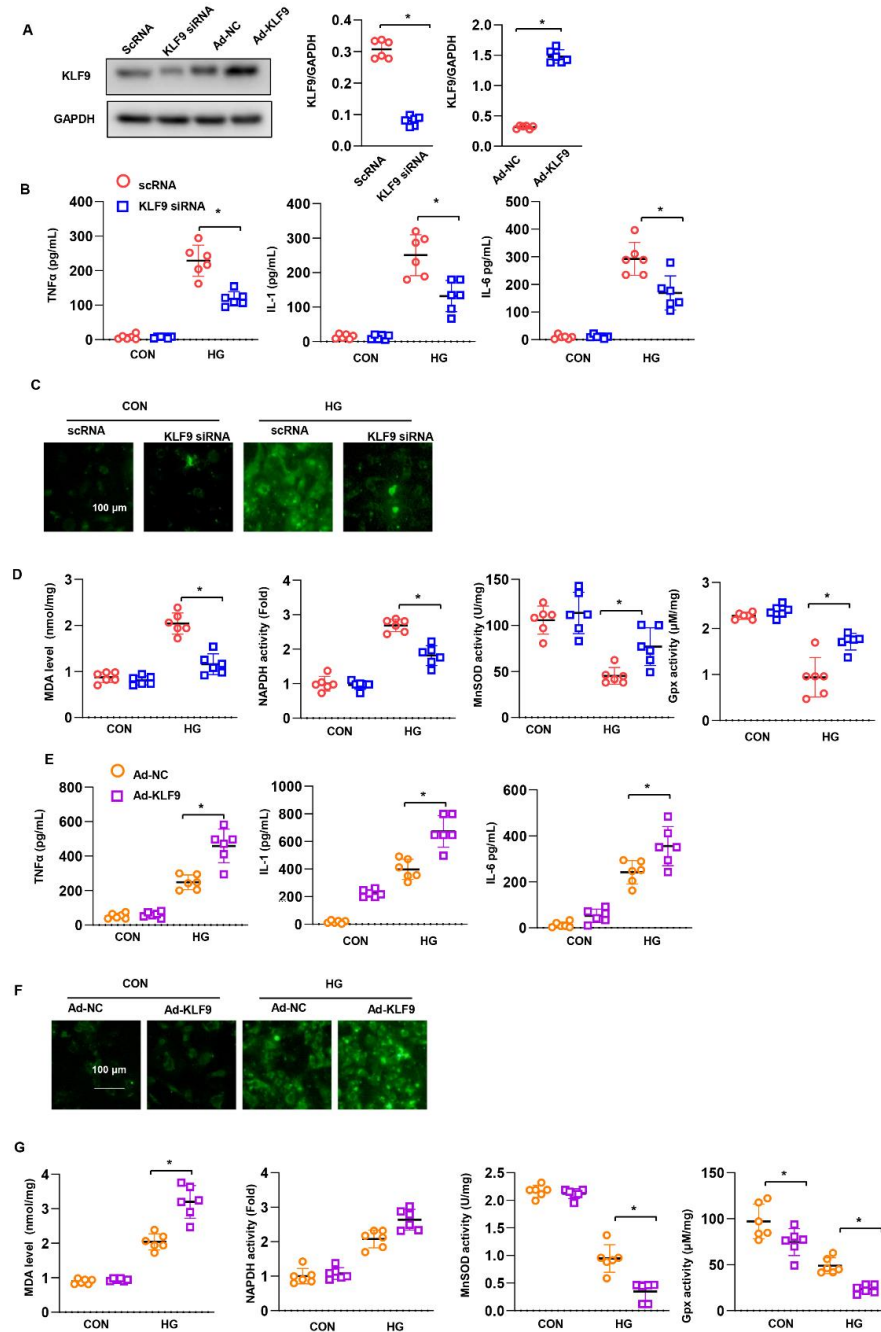 A
ScRNA
KLF9 siRNA
Ad-NC
Ad-KLF9
KLF9
GAPDH
KLF9/GAPDH
0.4
0.3
0.2
0.1
0.0
*
ScRNA
KLF9 siRNA
KLF9/GAPDH
2.0
1.5
1.0
0.5
0.0
*
Ad-NC
Ad-KLF9
B
scRNA
KLF9 siRNA
TNFα (pg/mL)
400
300
200
100
0
*
CON
HG
IL-1 (pg/mL)
400
300
200
100
0
*
CON
HG
IL-6 pg/mL)
500
400
300
200
100
0
*
CON
HG
C
CON
HG
scRNA
KLF9 siRNA
scRNA
KLF9 siRNA
100 μm
D
MDA level (nmol/mg)
3
2
1
0
*
CON
HG
NAPDH activity (Fold)
4
3
2
1
0
*
CON
HG
MnSOD activity (U/mg)
150
100
50
0
*
CON
HG
Gpx activity (μM/mg)
3
2
1
0
*
CON
HG
E
Ad-NC
Ad-KLF9
TNFα (pg/mL)
800
600
400
200
0
*
CON
HG
IL-1 (pg/mL)
1000
800
600
400
200
0
*
CON
HG
IL-6 pg/mL)
600
400
200
0
*
CON
HG
F
CON
HG
Ad-NC
Ad-KLF9
Ad-NC
Ad-KLF9
100 μm
G
MDA level (nmol/mg)
4
3
2
1
0
*
CON
HG
NAPDH activity (Fold)
4
3
2
1
0
CON
HG
MnSOD activity (U/mg)
2.5
2.0
1.5
1.0
0.5
0.0
*
CON
HG
Gpx activity (μM/mg)
150
100
50
0
*
*
CON
HG